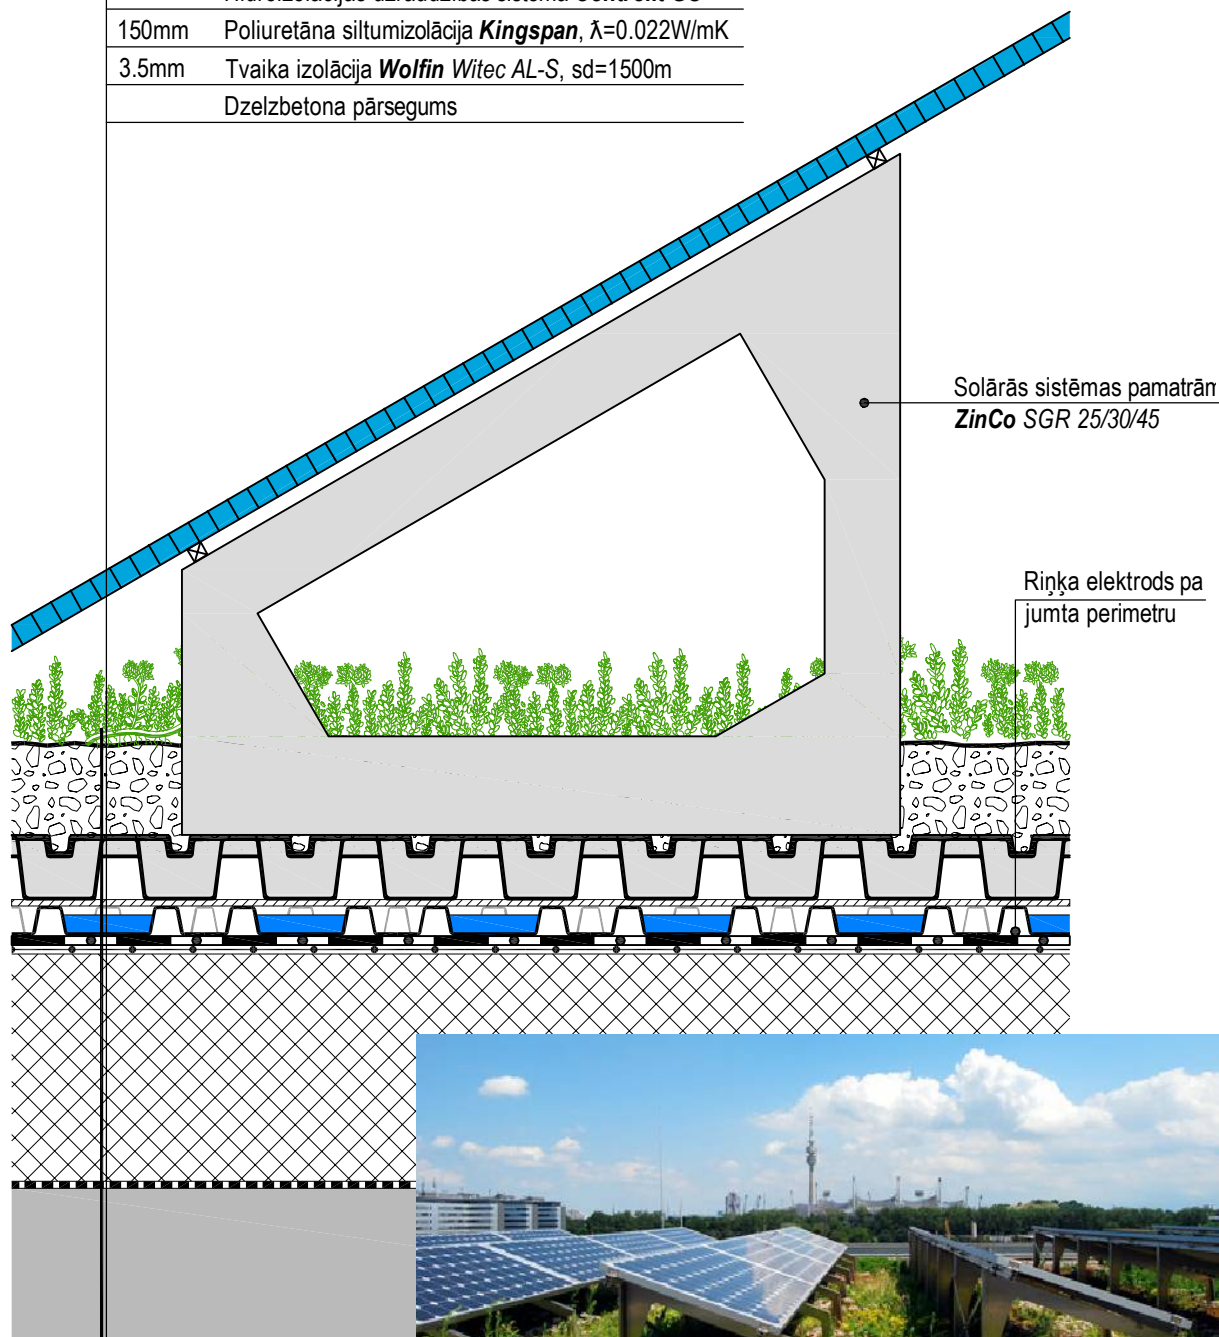 150mm Poliuretāna siltumizolācija Kingspan, ƛ=0.022W/mK
3.5mm Tvaika izolācija Wolfin Witec AL-S, sd=1500m
Dzelzbetona pārsegums
Solārās sistēmas
ZinCo SGR 25/30/45
Riņķa elektrods pa
jumta perimetru